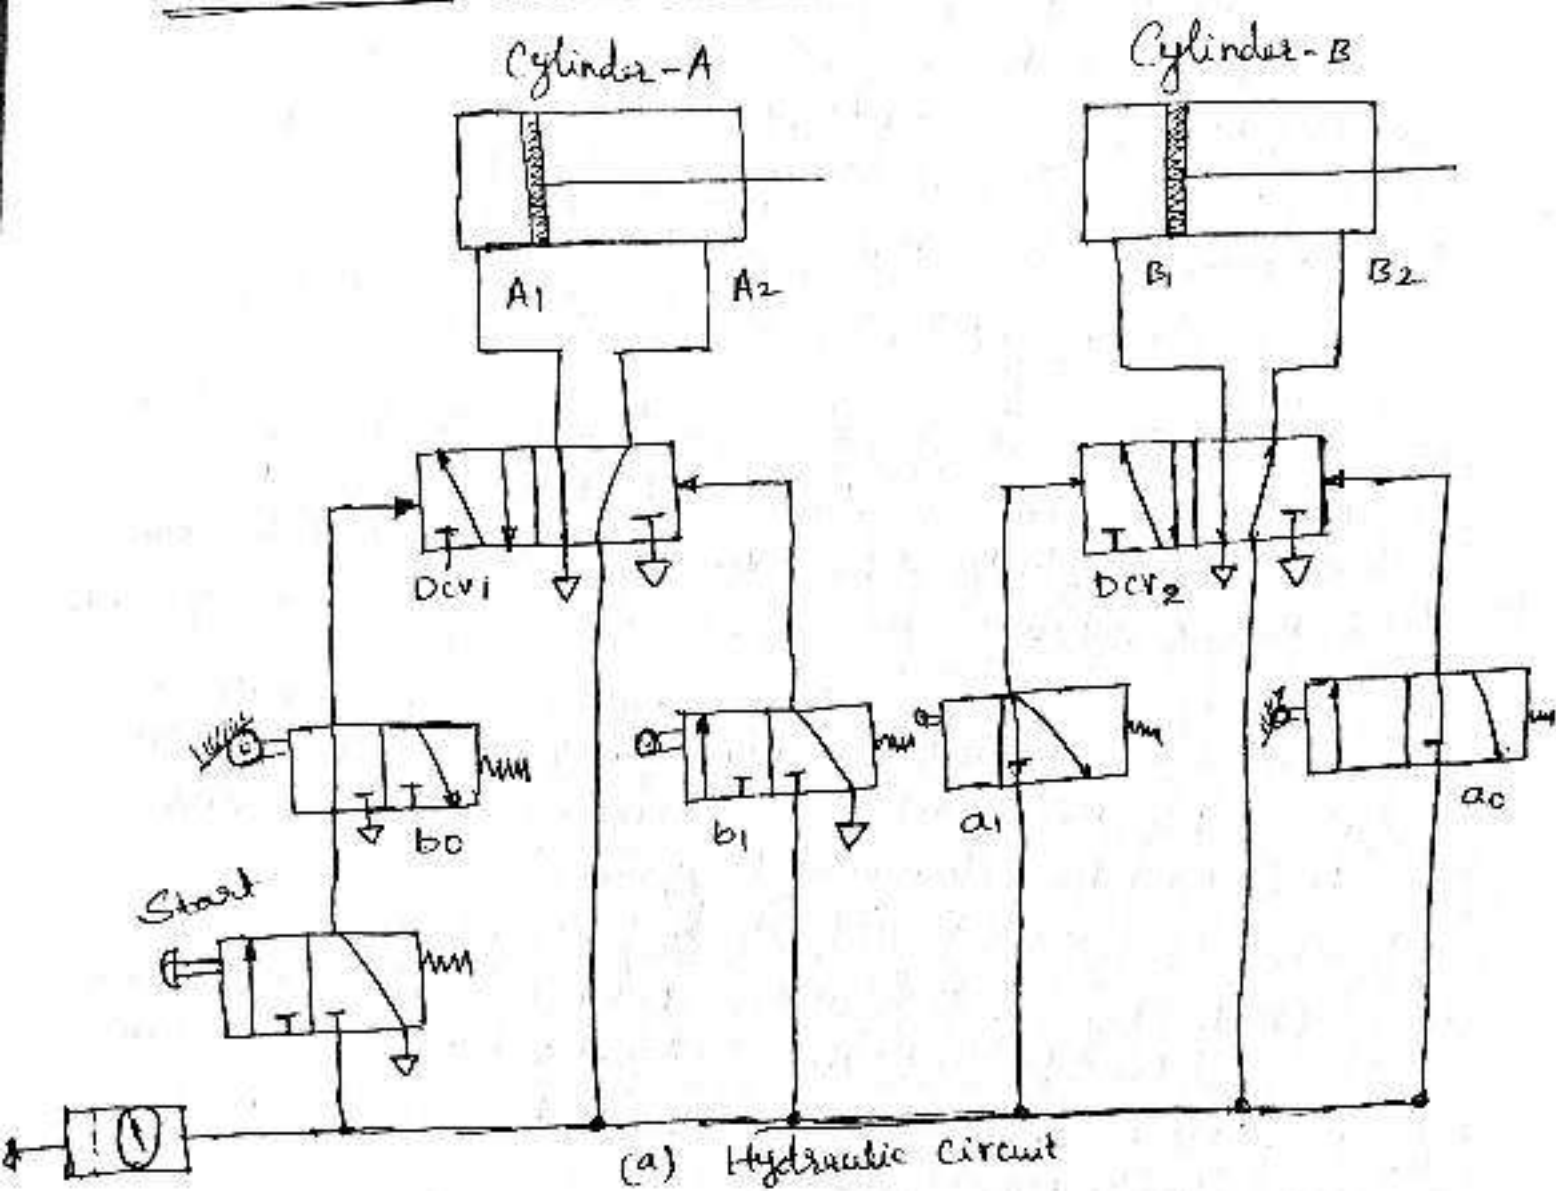 Cylinder-A
Cylinder-B
A1
A2
B1
B2
Dcv1
Dcv2
b0
b1
a1
a0
Start
(a) Hydraulic Circuit